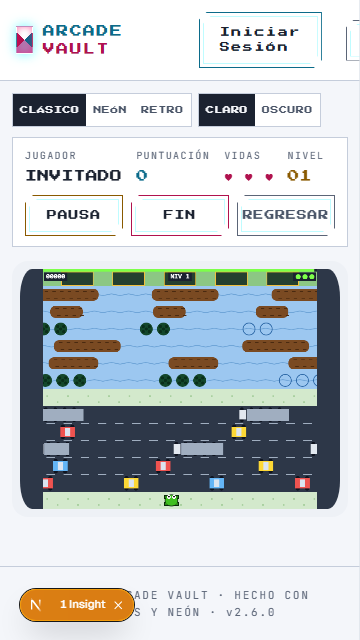 ARCADE
VAULT
Iniciar
Sesión
CLáSICO NEóN RETRO CLARO OSCURO
JUGADOR PUNTUACIÓN VIDAS NIVEL
INVITADO 0 ♥ ♥ ♥ 01
PAUSA FIN REGRESAR
00000 NIV 1
CADE VAULT · HECHO CON
S Y NEÓN · v2.6.0
N 1 Insight ×